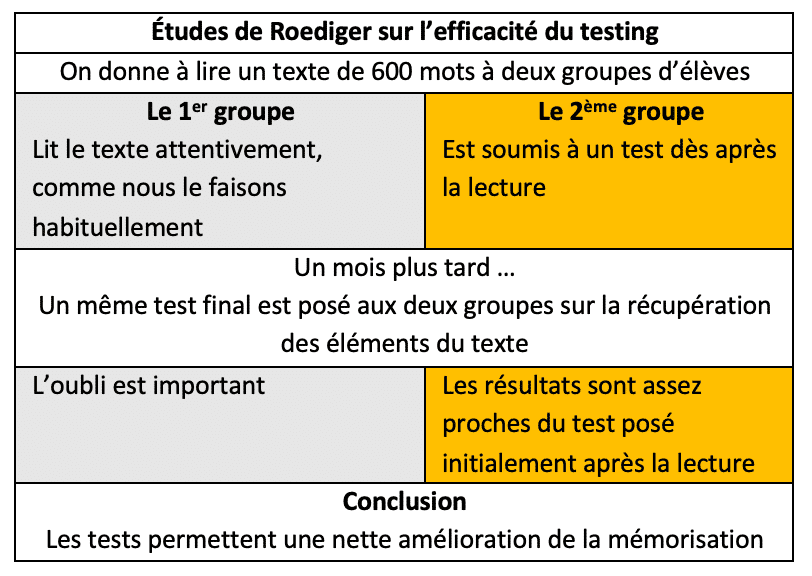 Études de Roediger sur l’efficacité du testing
On donne à lire un texte de 600 mots à deux groupes d’élèves
Le 1er groupe
Lit le texte attentivement,
comme nous le faisons
habituellement
Le 2ème groupe
Est soumis à un test dès après
la lecture
Un mois plus tard ...
Un même test final est posé aux deux groupes sur la récupération
des éléments du texte
L’oubli est important
Les résultats sont assez
proches du test posé
initialement après la lecture
Conclusion
Les tests permettent une nette amélioration de la mémorisation